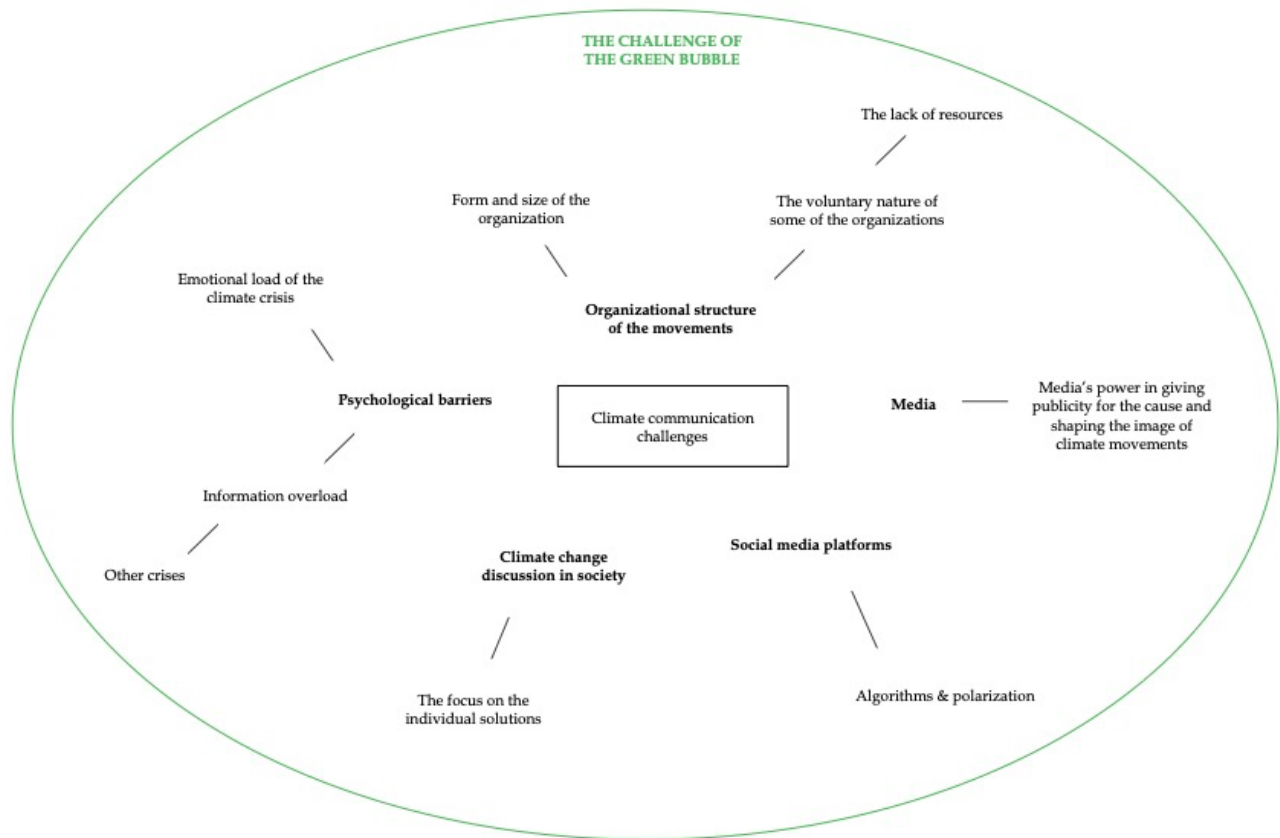 THE CHALLENGE OF
THE GREEN BUBBLE
The lack of resources
Form and size of the
organization
The voluntary nature of
some of the organizations
Emotional load of the
climate crisis
Organizational structure
of the movements
Psychological barriers
Climate communication
challenges
Media
Media’s power in giving
publicity for the cause and
shaping the image of
climate movements
Information overload
Other crises
Climate change
discussion in society
Social media platforms
The focus on the
individual solutions
Algorithms & polarization